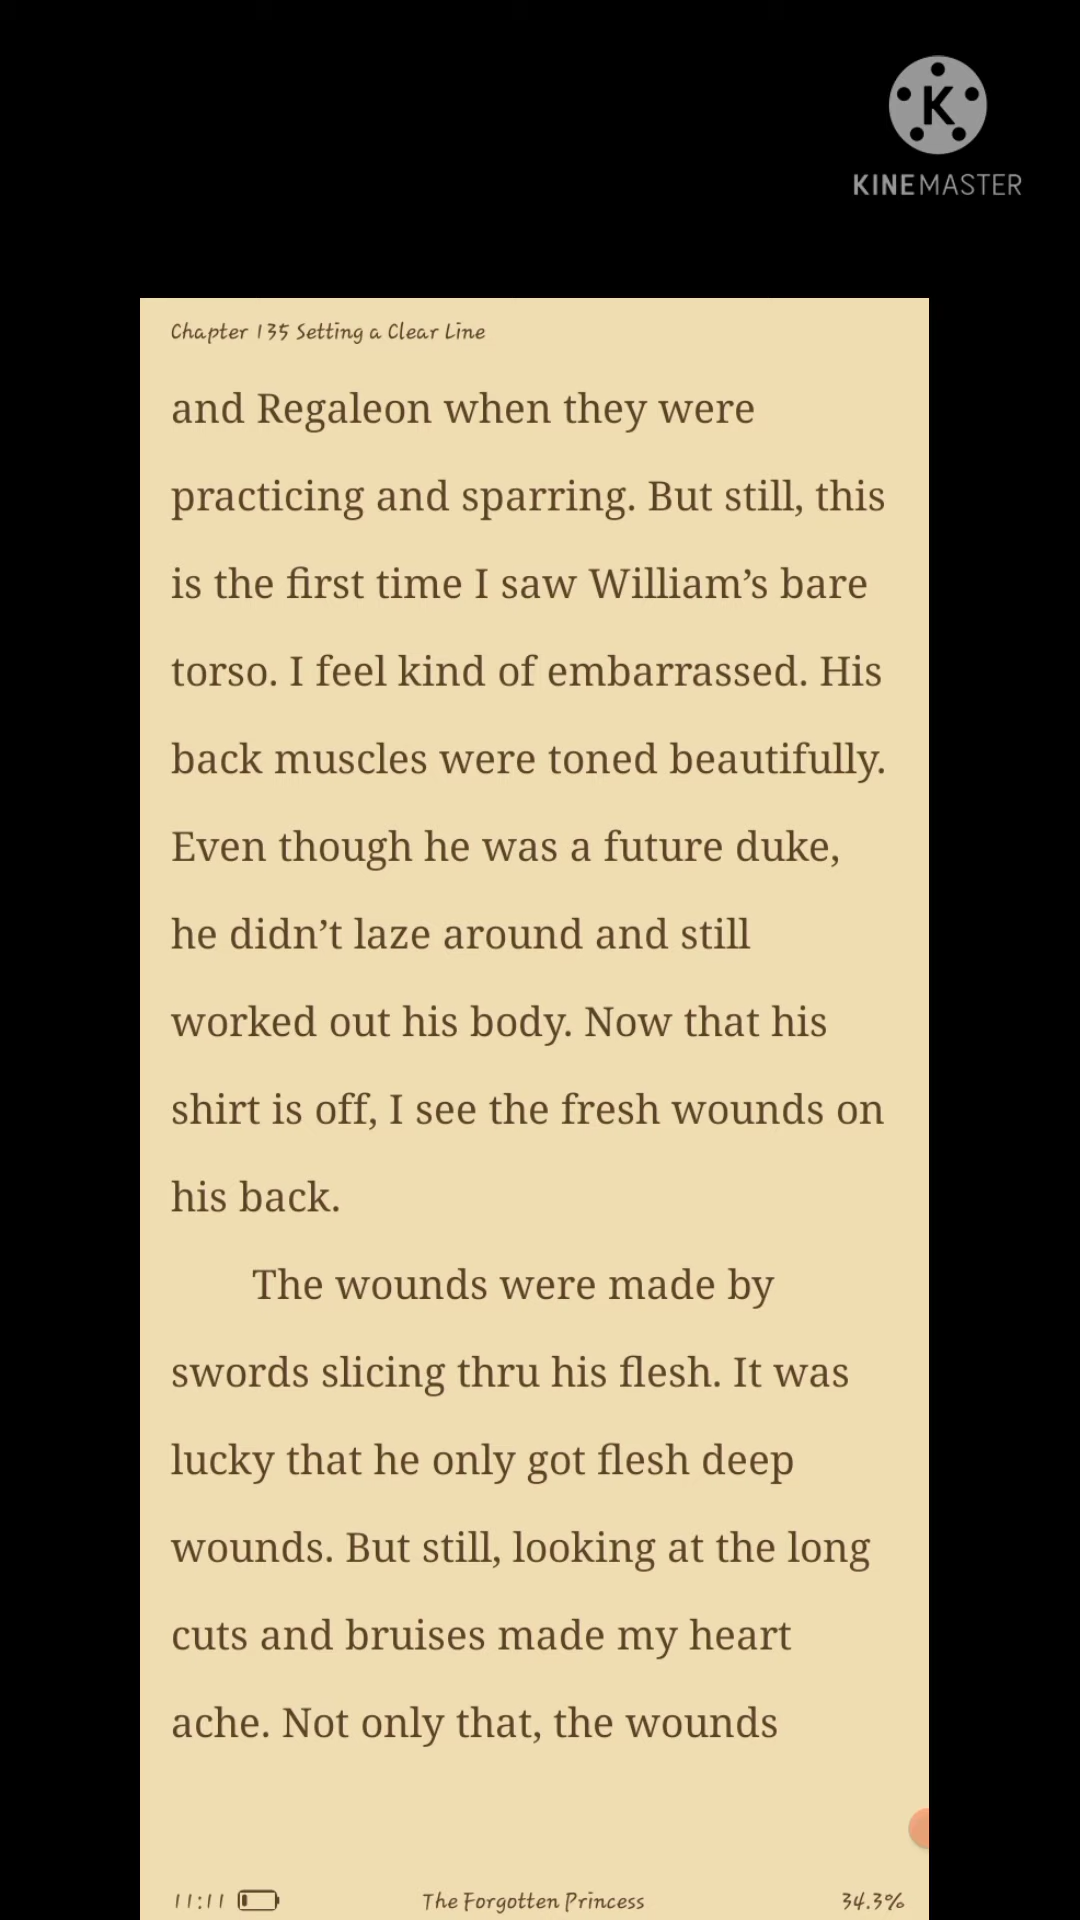 K
KINEMASTER
Chapter 135 Setting a Clear Line
and Regaleon when they were
practicing and sparring. But still, this
is the first time I saw William’s bare
torso. I feel kind of embarrassed. His
back muscles were toned beautifully.
Even though he was a future duke,
he didn’t laze around and still
worked out his body. Now that his
shirt is off, I see the fresh wounds on
his back.
The wounds were made by
swords slicing thru his flesh. It was
lucky that he only got flesh deep
wounds. But still, looking at the long
cuts and bruises made my heart
ache. Not only that, the wounds
11:11 The Forgotten Princess 34.3%